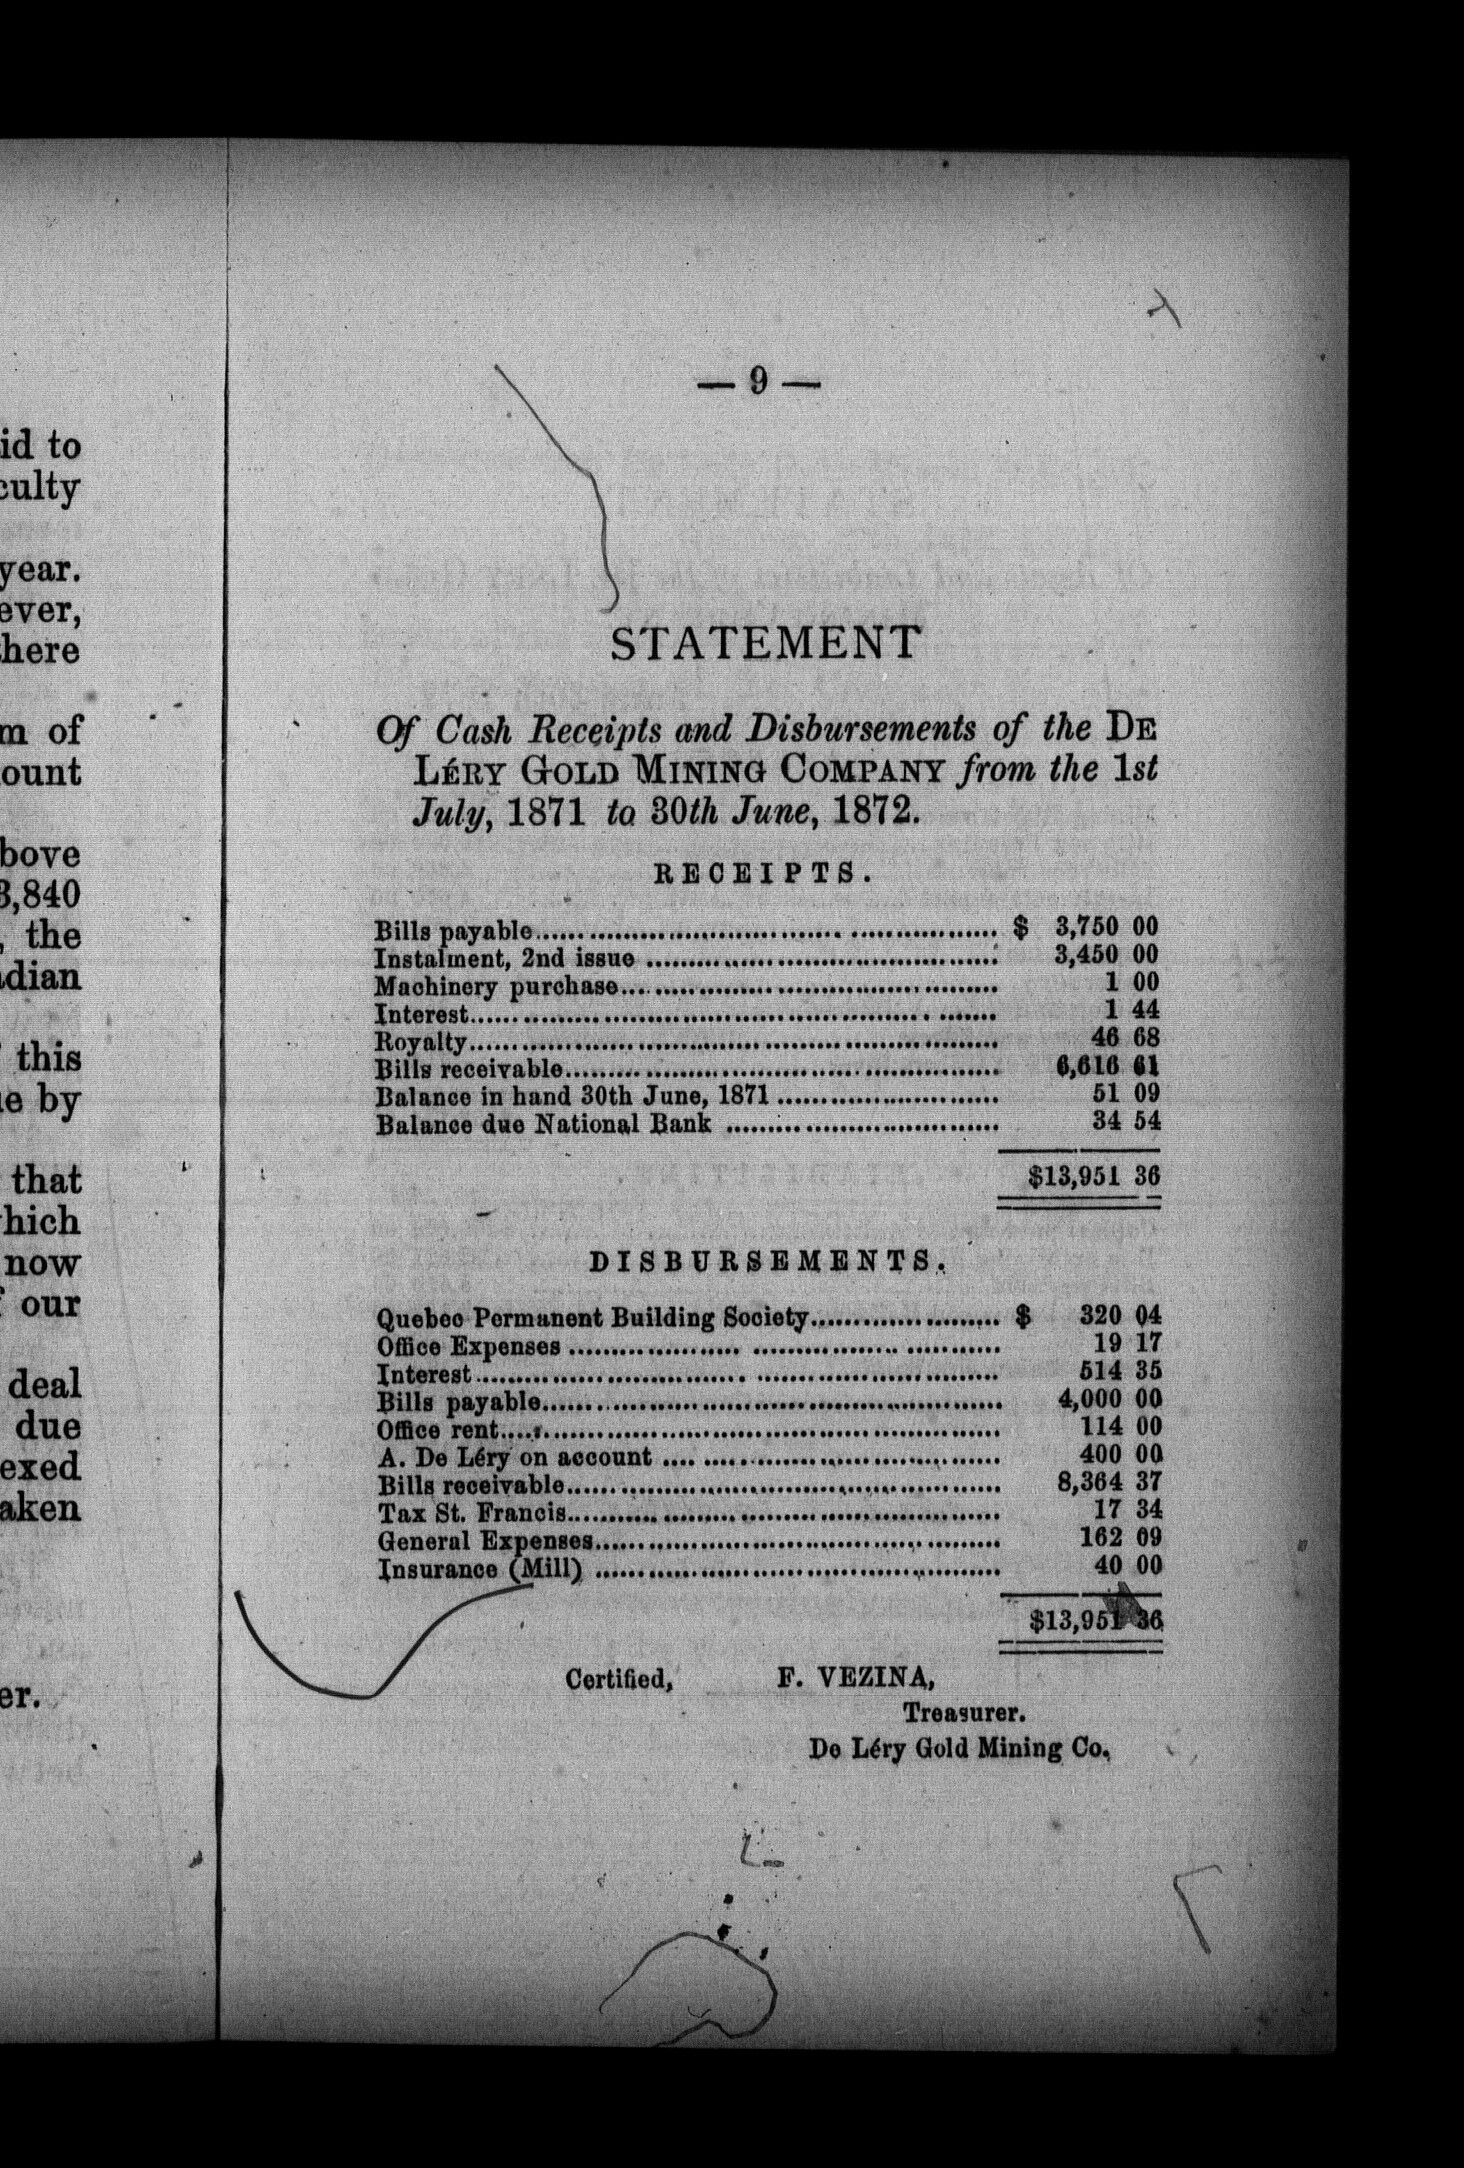 id to
culty
year.
ever,
here
m of
ount
bove
3,840
, the
dian
this
e by
that
hich
now
our
deal
due
exed
aken
er.
— 9 —
STATEMENT
Of Cash Receipts and Disbursements of the DE
LÉRY GOLD MINING COMPANY from the 1st
July, 1871 to 30th June, 1872.
RECEIPTS.
Bills payable........................................ $ 3,750 00
Instalment, 2nd issue ........................................ 3,450 00
Machinery purchase........................................ 1 00
Interest........................................ 1 44
Royalty........................................ 46 68
Bills receivable........................................ 6,616 61
Balance in hand 30th June, 1871 ........................ 51 09
Balance due National Bank ............................ 34 54
$13,951 36
DISBURSEMENTS.
Quebec Permanent Building Society..................... $ 320 04
Office Expenses ........................................ 19 17
Interest........................................ 514 35
Bills payable........................................ 4,000 00
Office rent........................................ 114 00
A. De Léry on account ................................ 400 00
Bills receivable........................................ 8,364 37
Tax St. Francis........................................ 17 34
General Expenses........................................ 162 09
Insurance (Mill) ........................................ 40 00
$13,951 36
Certified, F. VEZINA,
Treasurer.
De Léry Gold Mining Co.